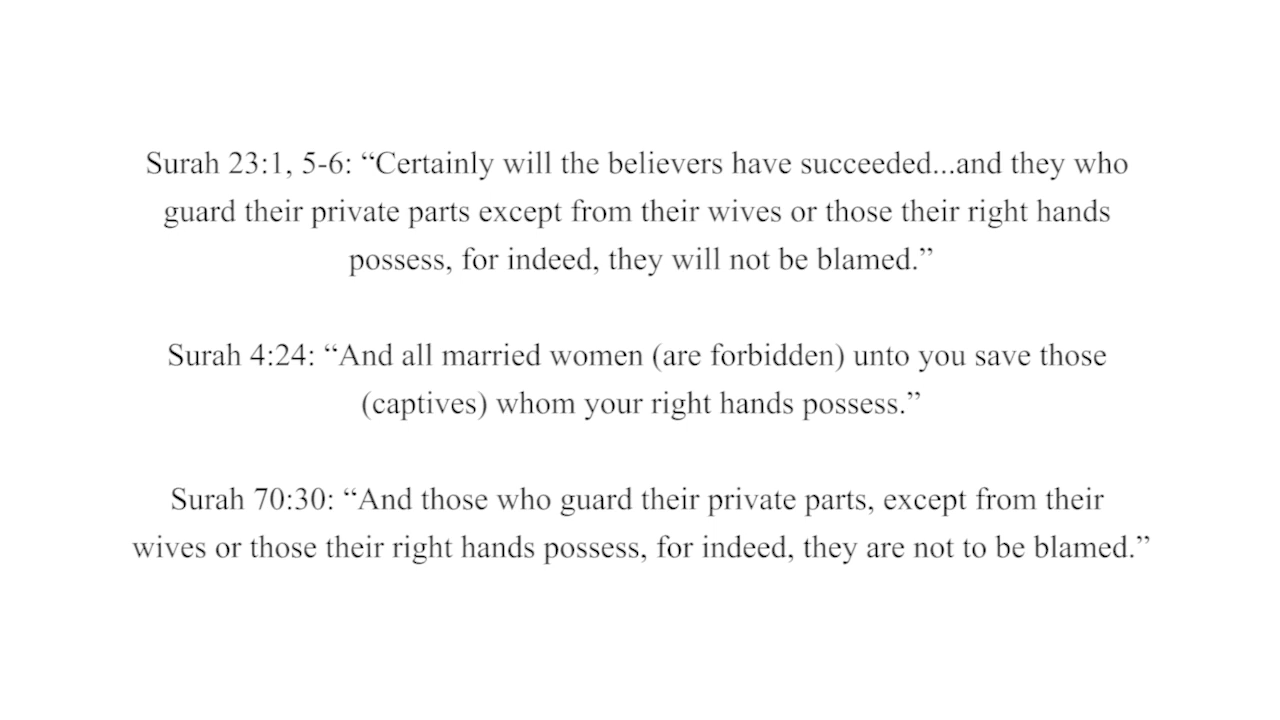 Surah 23:1, 5-6: “Certainly will the believers have succeeded...and they who
guard their private parts except from their wives or those their right hands
possess, for indeed, they will not be blamed.”
Surah 4:24: “And all married women (are forbidden) unto you save those
(captives) whom your right hands possess.”
Surah 70:30: “And those who guard their private parts, except from their
wives or those their right hands possess, for indeed, they are not to be blamed.”